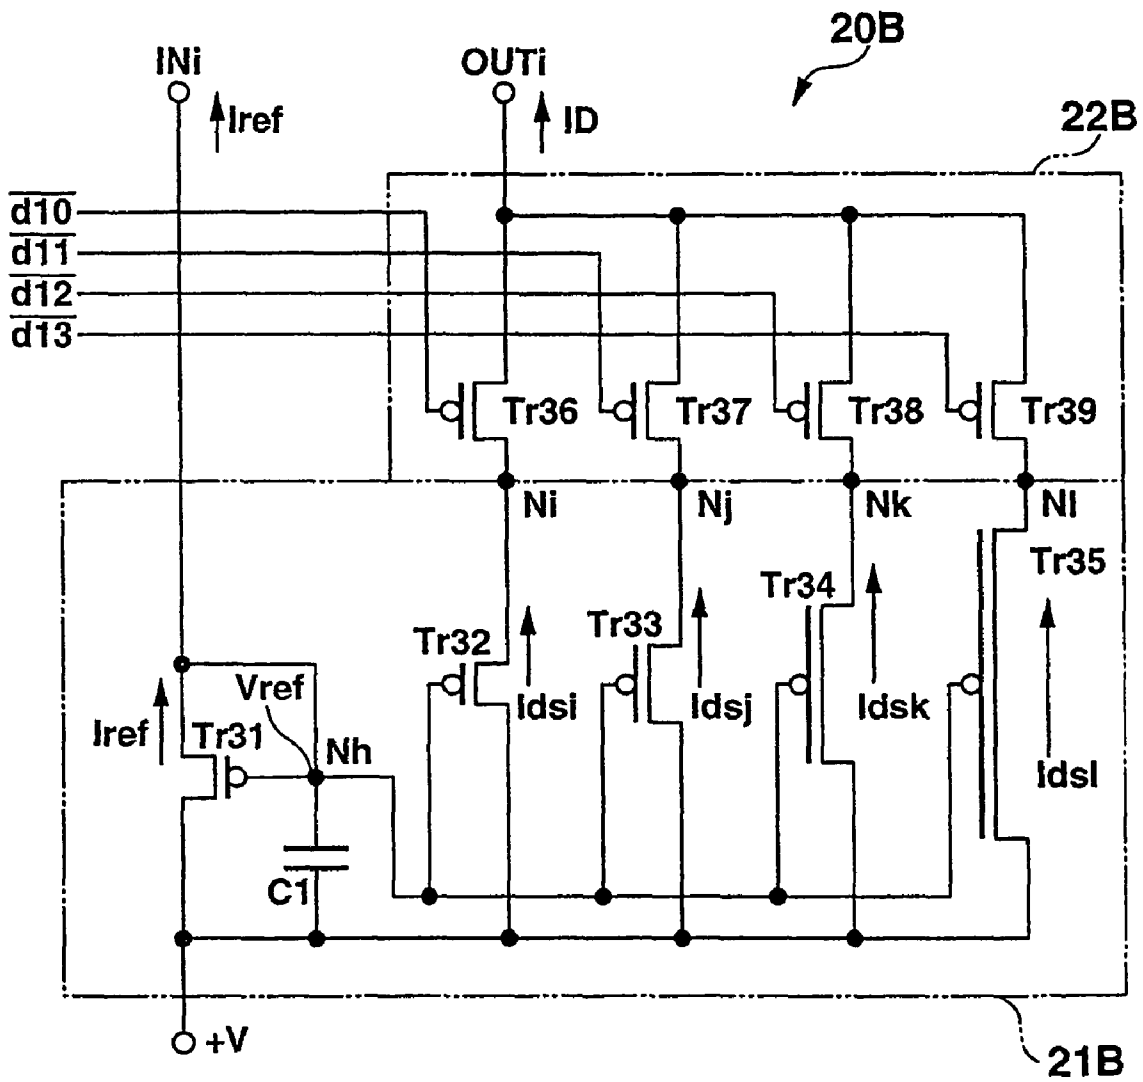 20B
INi
OUTi
Iref
ID
22B
d10
d11
d12
d13
Tr36
Tr37
Tr38
Tr39
Ni
Nj
Nk
Nl
Tr35
Tr34
Tr33
Tr32
Vref
Idsi
Idsj
Idsk
Iref
Tr31
Nh
Idsl
C1
+V
21B